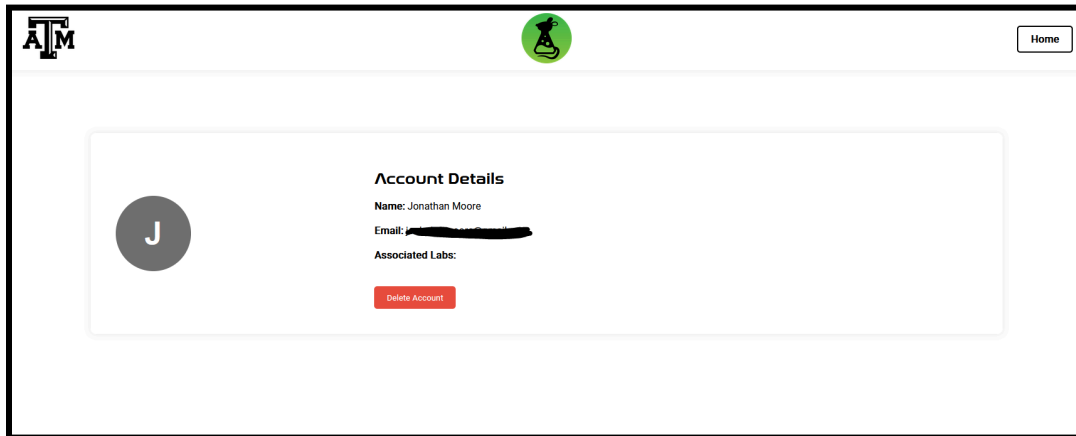 ATM
Home
Account Details
J
Name: Jonathan Moore
Email:
Associated Labs:
Delete Account